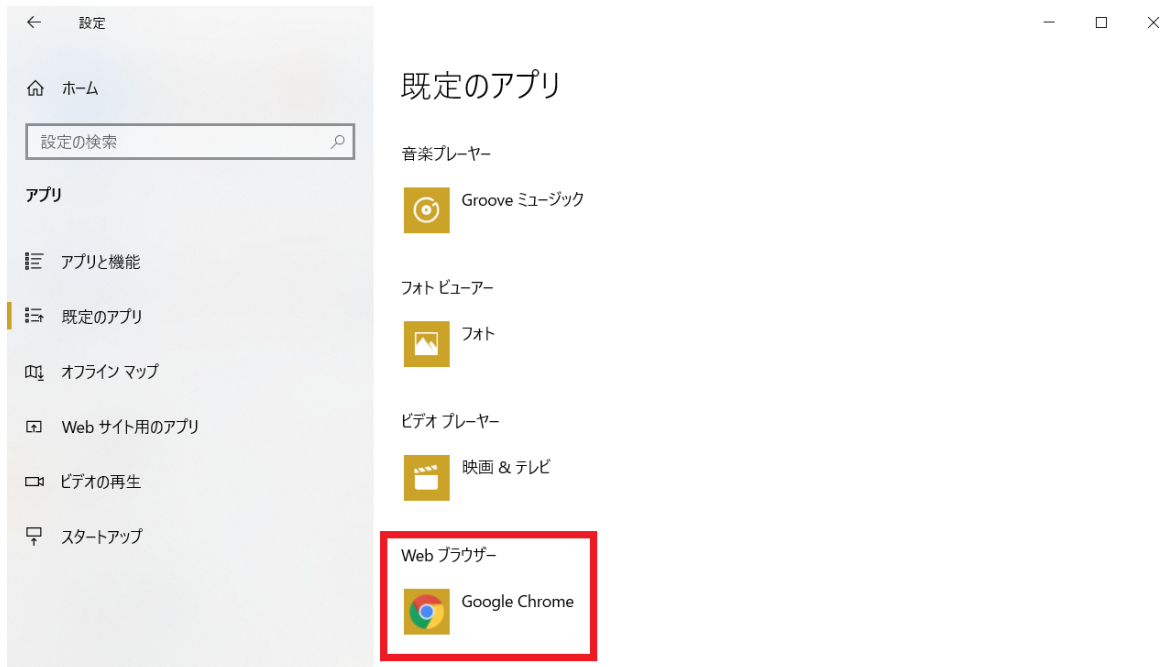 設定
ホーム
設定の検索
アプリ
アプリと機能
既定のアプリ
オフライン マップ
Web サイト用のアプリ
ビデオの再生
スタートアップ
既定のアプリ
音楽プレーヤー
Groove ミュージック
フォト ビューアー
フォト
ビデオ プレーヤー
映画 & テレビ
Web ブラウザー
Google Chrome